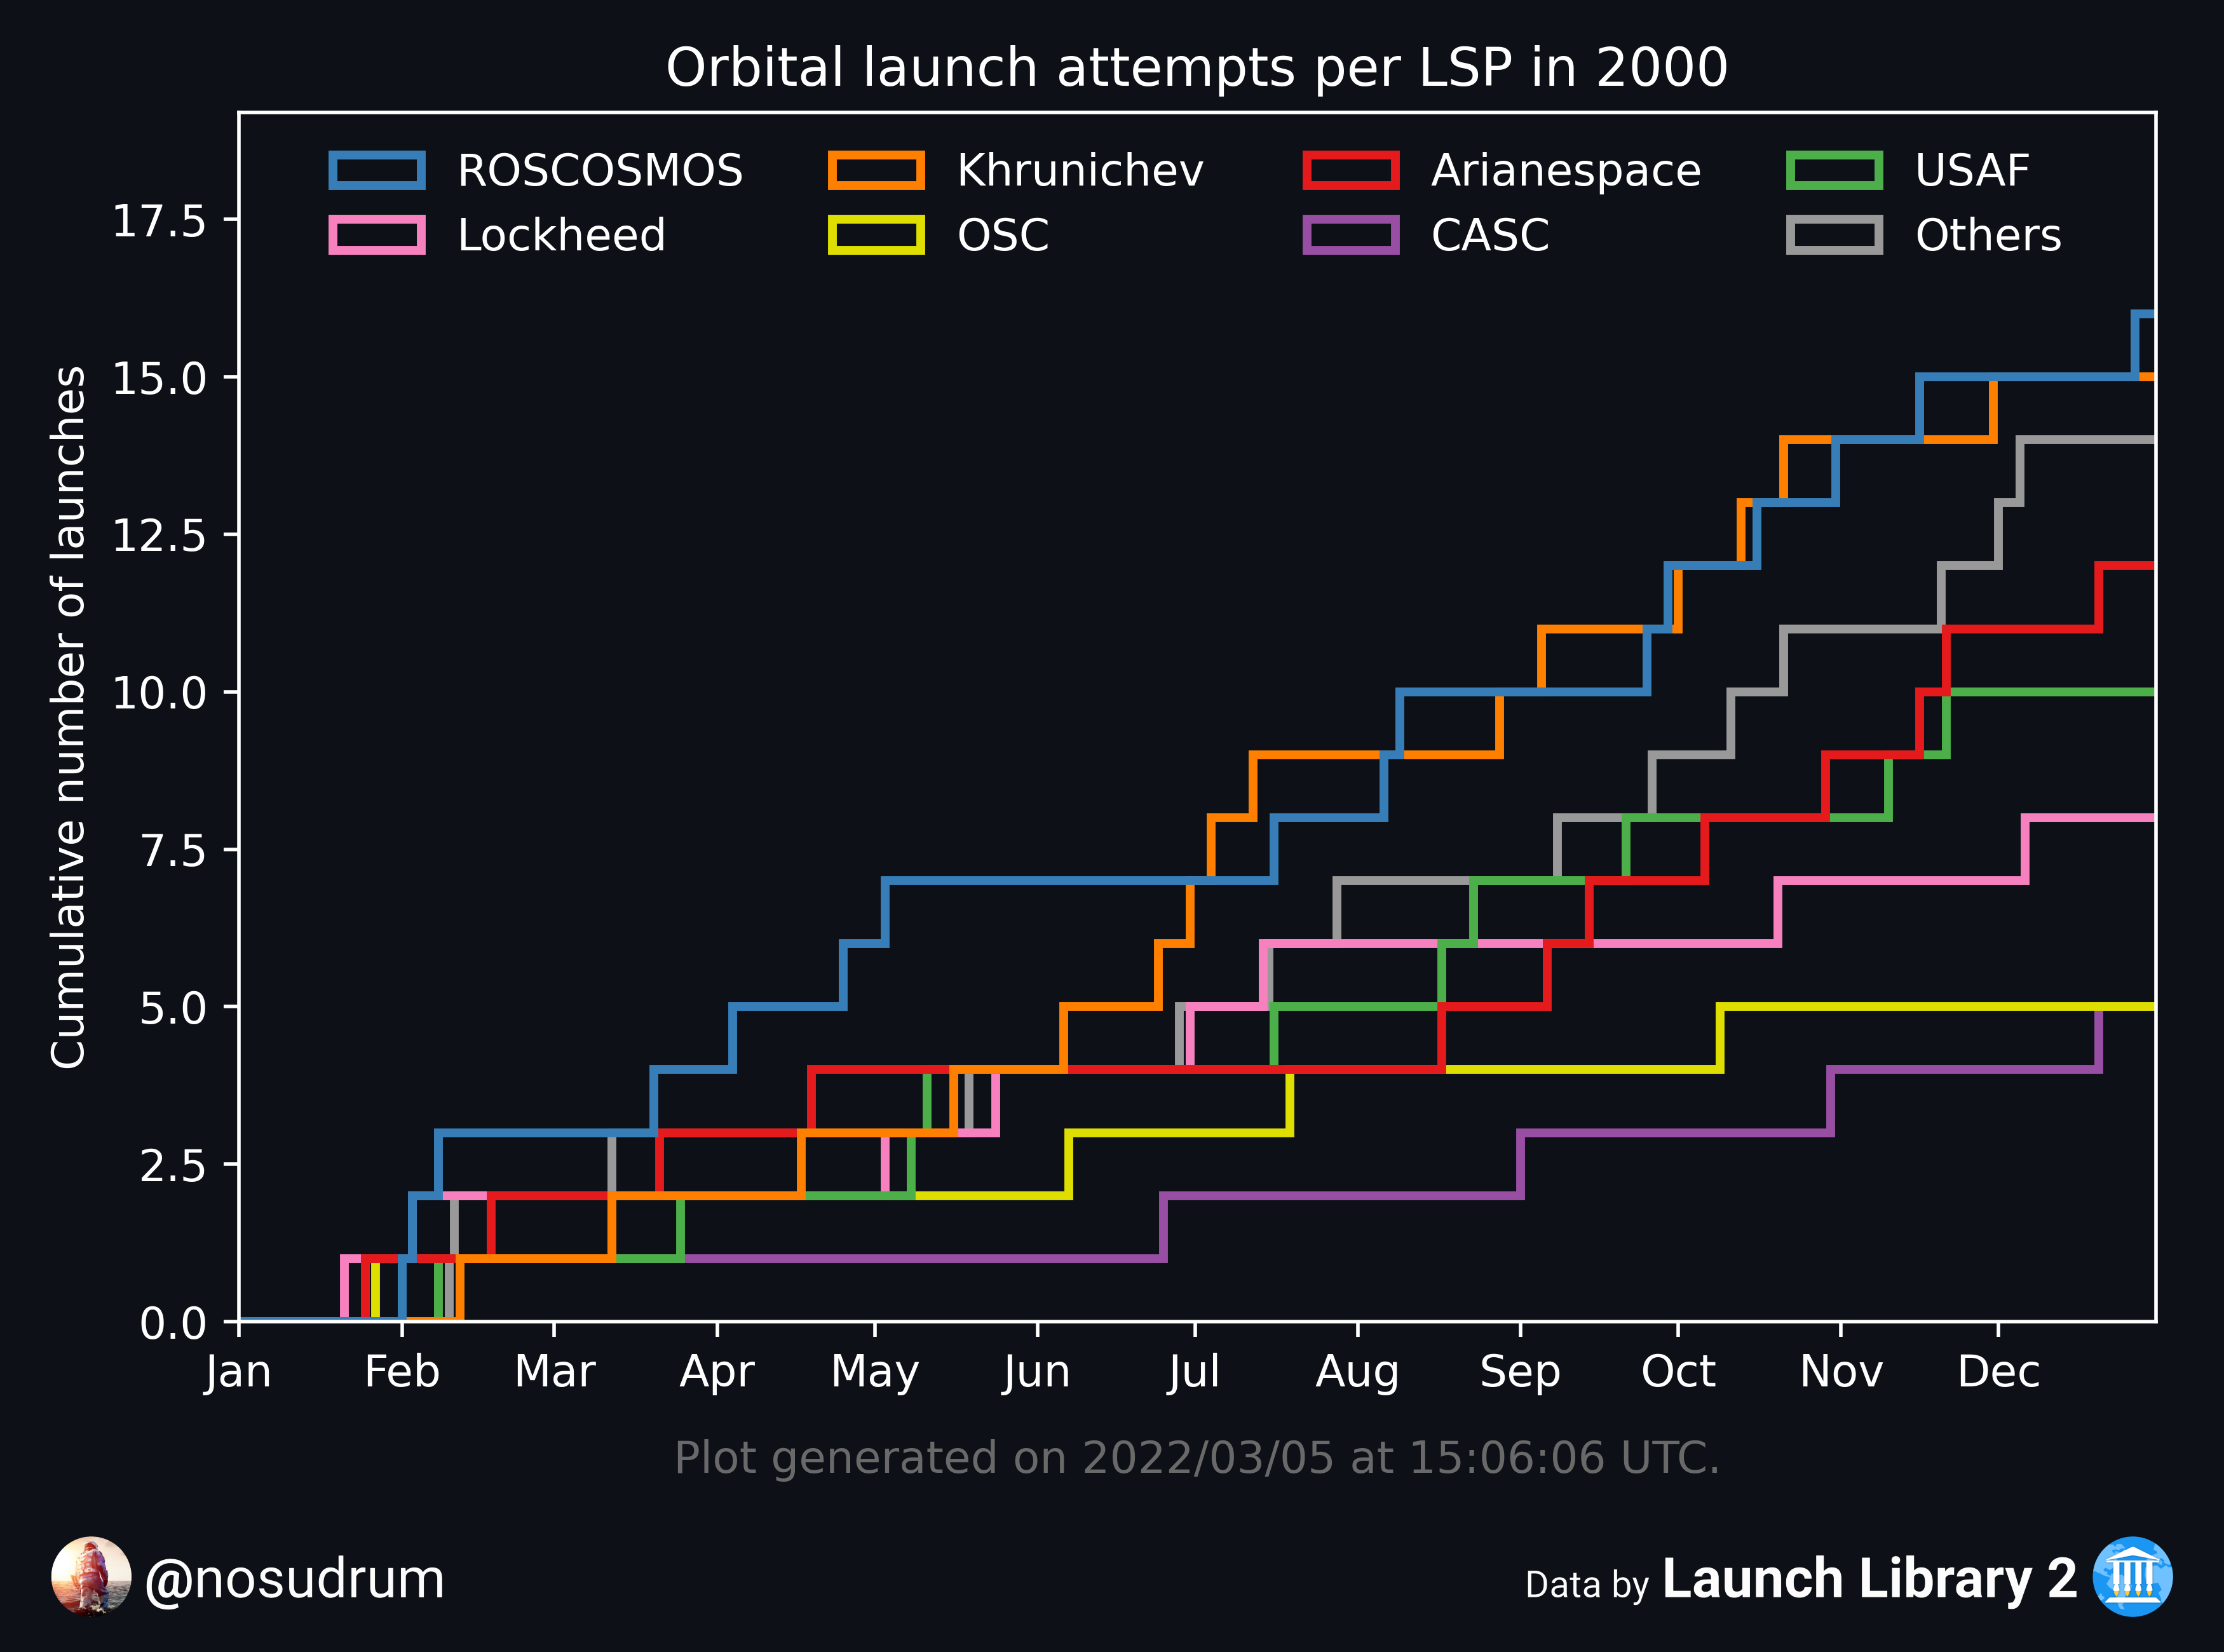 Orbital launch attempts per LSP in 2000
ROSCOSMOS Khrunichev Arianespace USAF
Lockheed OSC CASC Others
Cumulative number of launches
17.5
15.0
12.5
10.0
7.5
5.0
2.5
0.0
Jan Feb Mar Apr May Jun Jul Aug Sep Oct Nov Dec
Plot generated on 2022/03/05 at 15:06:06 UTC.
@nosudrum
Data by Launch Library 2